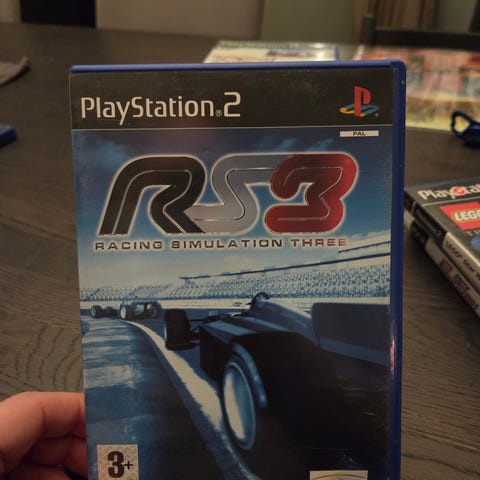 PlayStation®2
PAL
RS3
RACING SIMULATION THREE
3+
PlayStation
LEGO